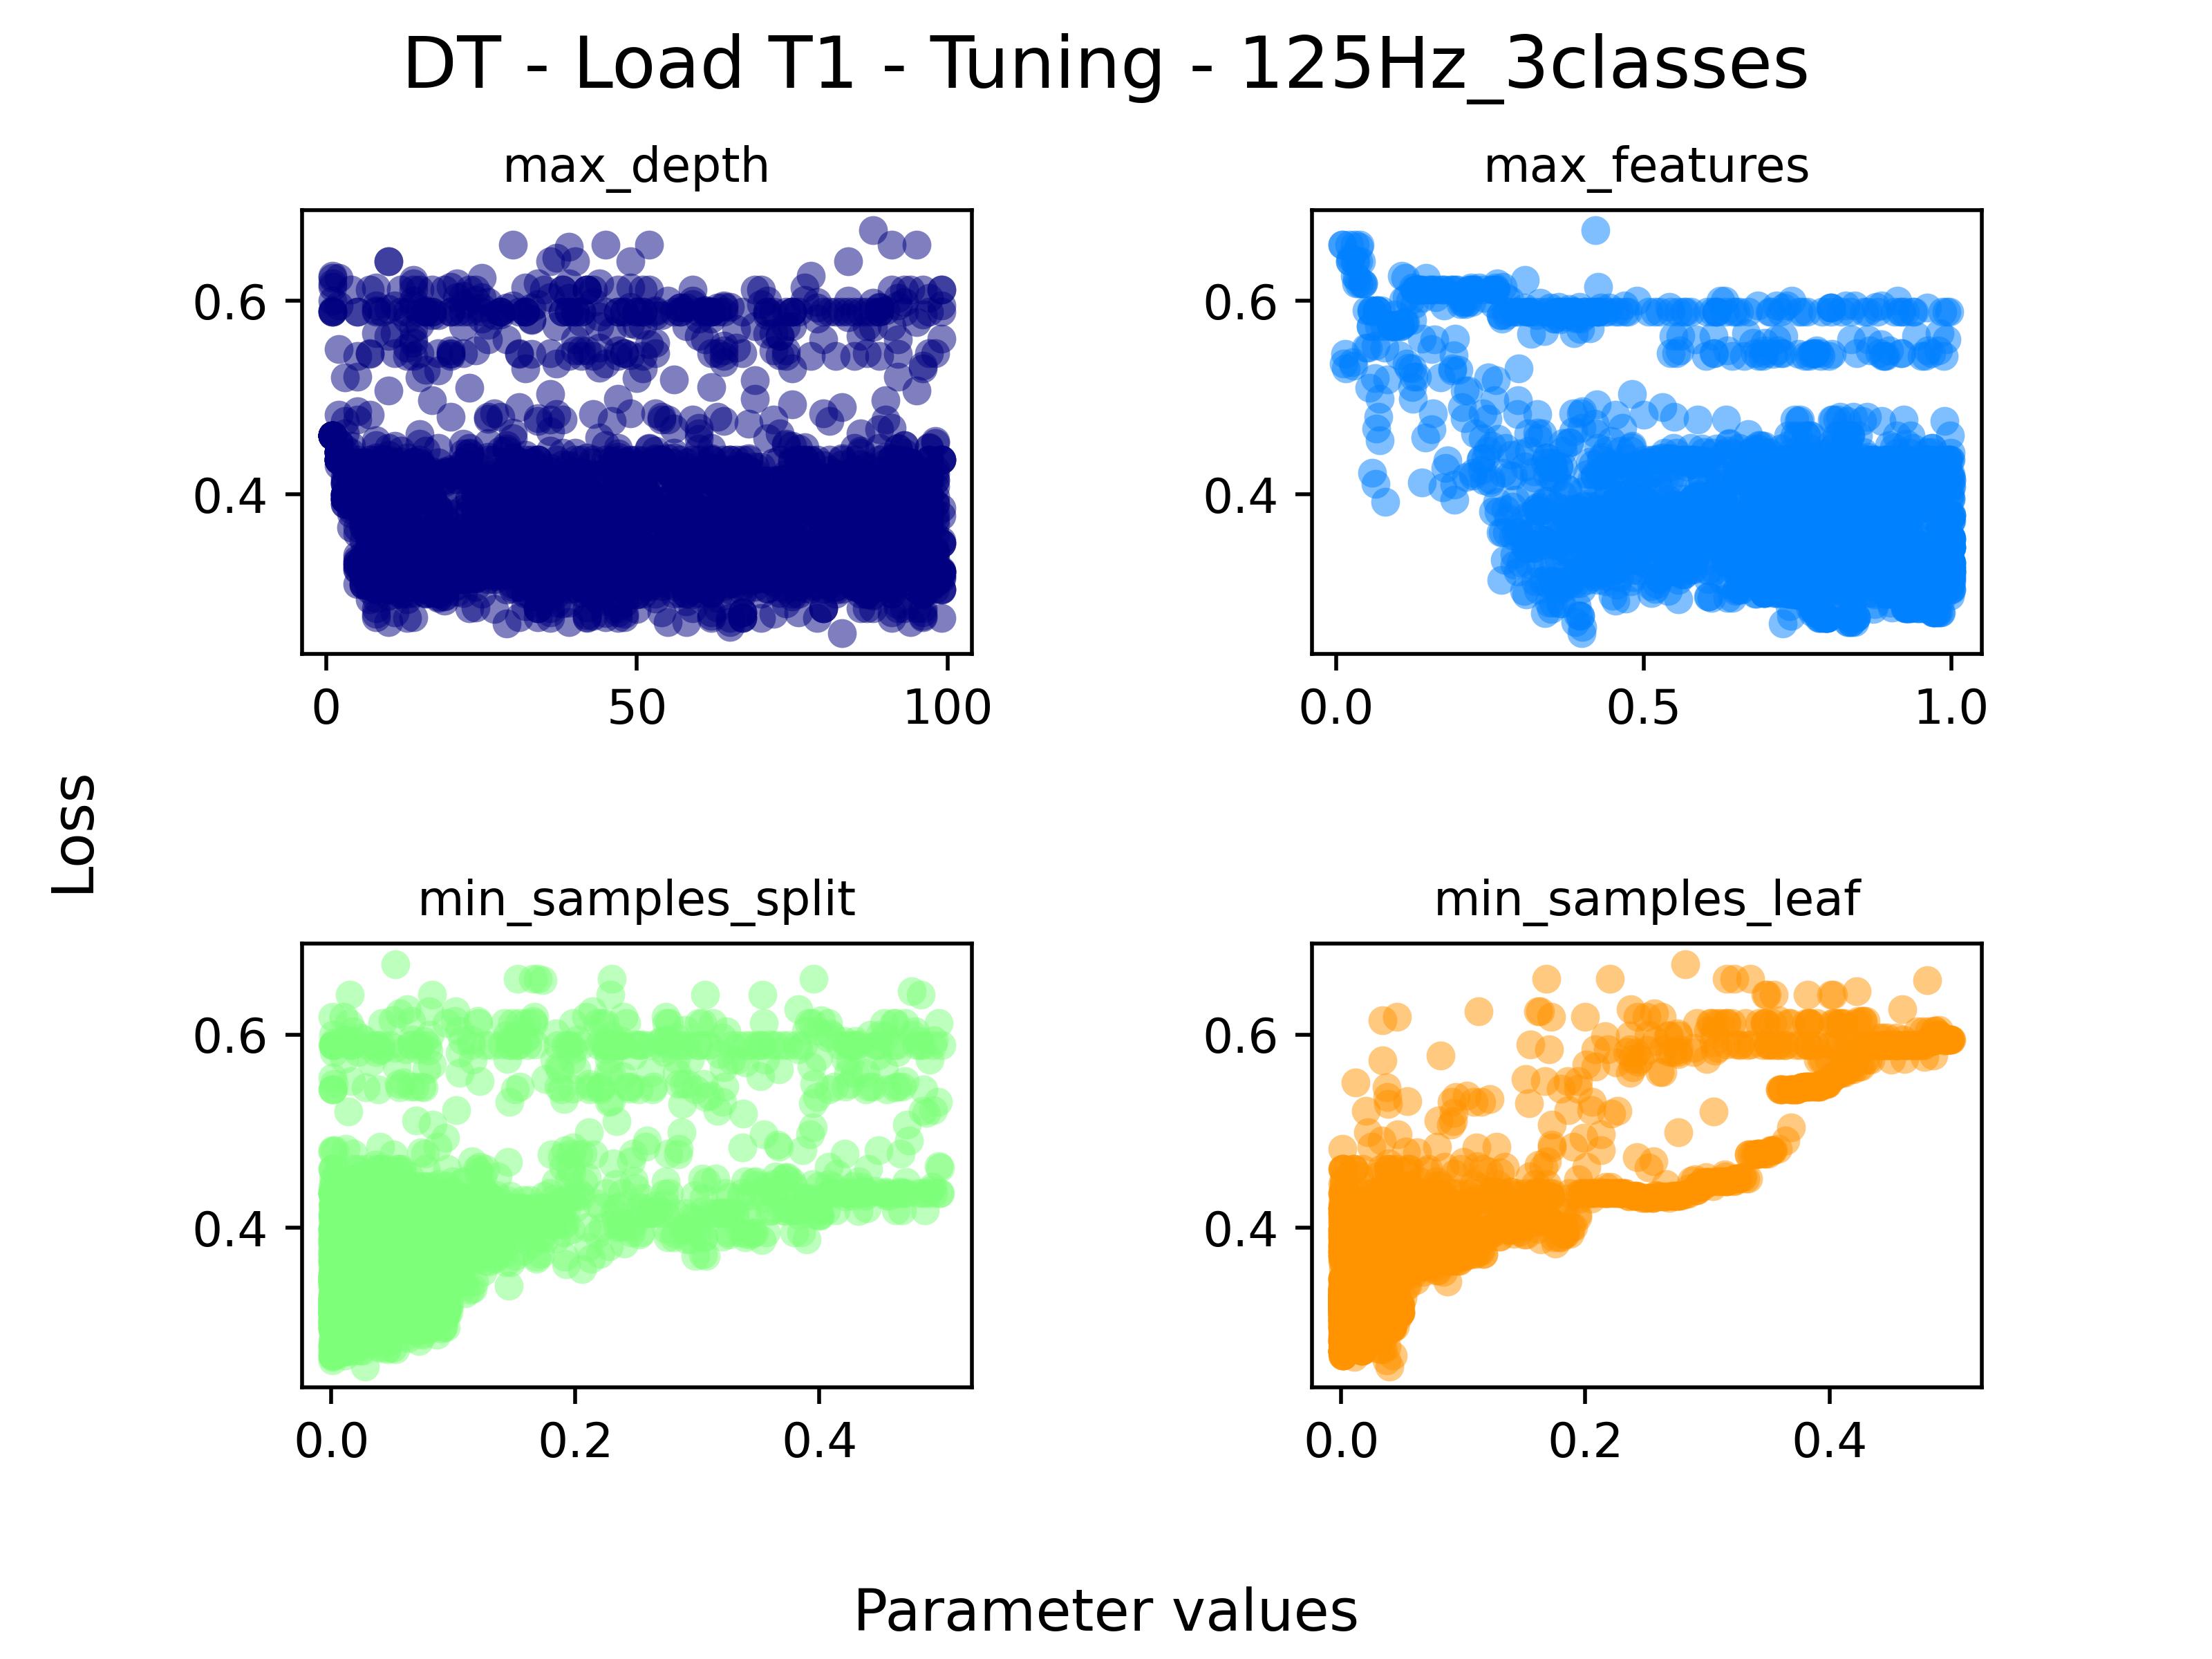 DT - Load T1 - Tuning - 125Hz_3classes
max_depth
max_features
0.6
0.4
0 50 100
0.6
0.4
0.0 0.5 1.0
Loss
min_samples_split
min_samples_leaf
0.6
0.4
0.0 0.2 0.4
0.6
0.4
0.0 0.2 0.4
Parameter values